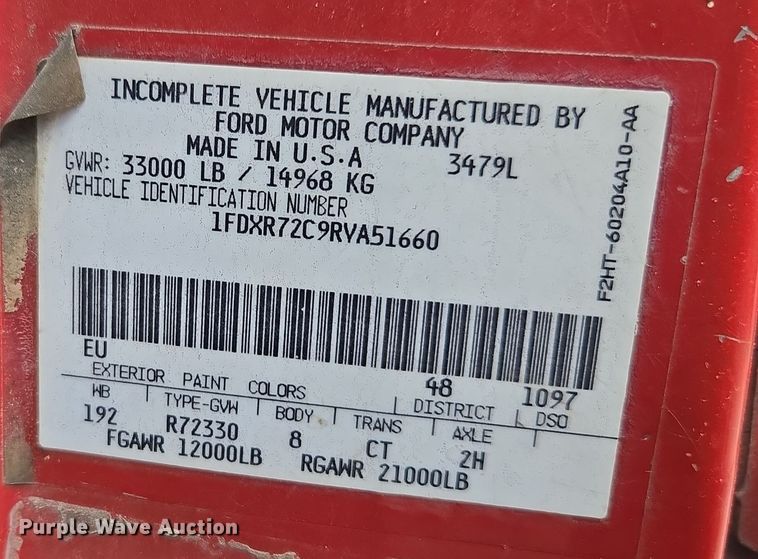 INCOMPLETE VEHICLE MANUFACTURED BY
FORD MOTOR COMPANY
MADE IN U.S.A 3479L
GVWR: 33000 LB / 14968 KG
VEHICLE IDENTIFICATION NUMBER
1FDXR72C9RVA51660
F2HT-60204A10-AA
EU 48 1097
EXTERIOR PAINT COLORS DISTRICT DSO
WB TYPE-GVW BODY TRANS AXLE
192 R72330 8 CT 2H
FGAWR 12000LB RGAWR 21000LB
Purple Wave Auction